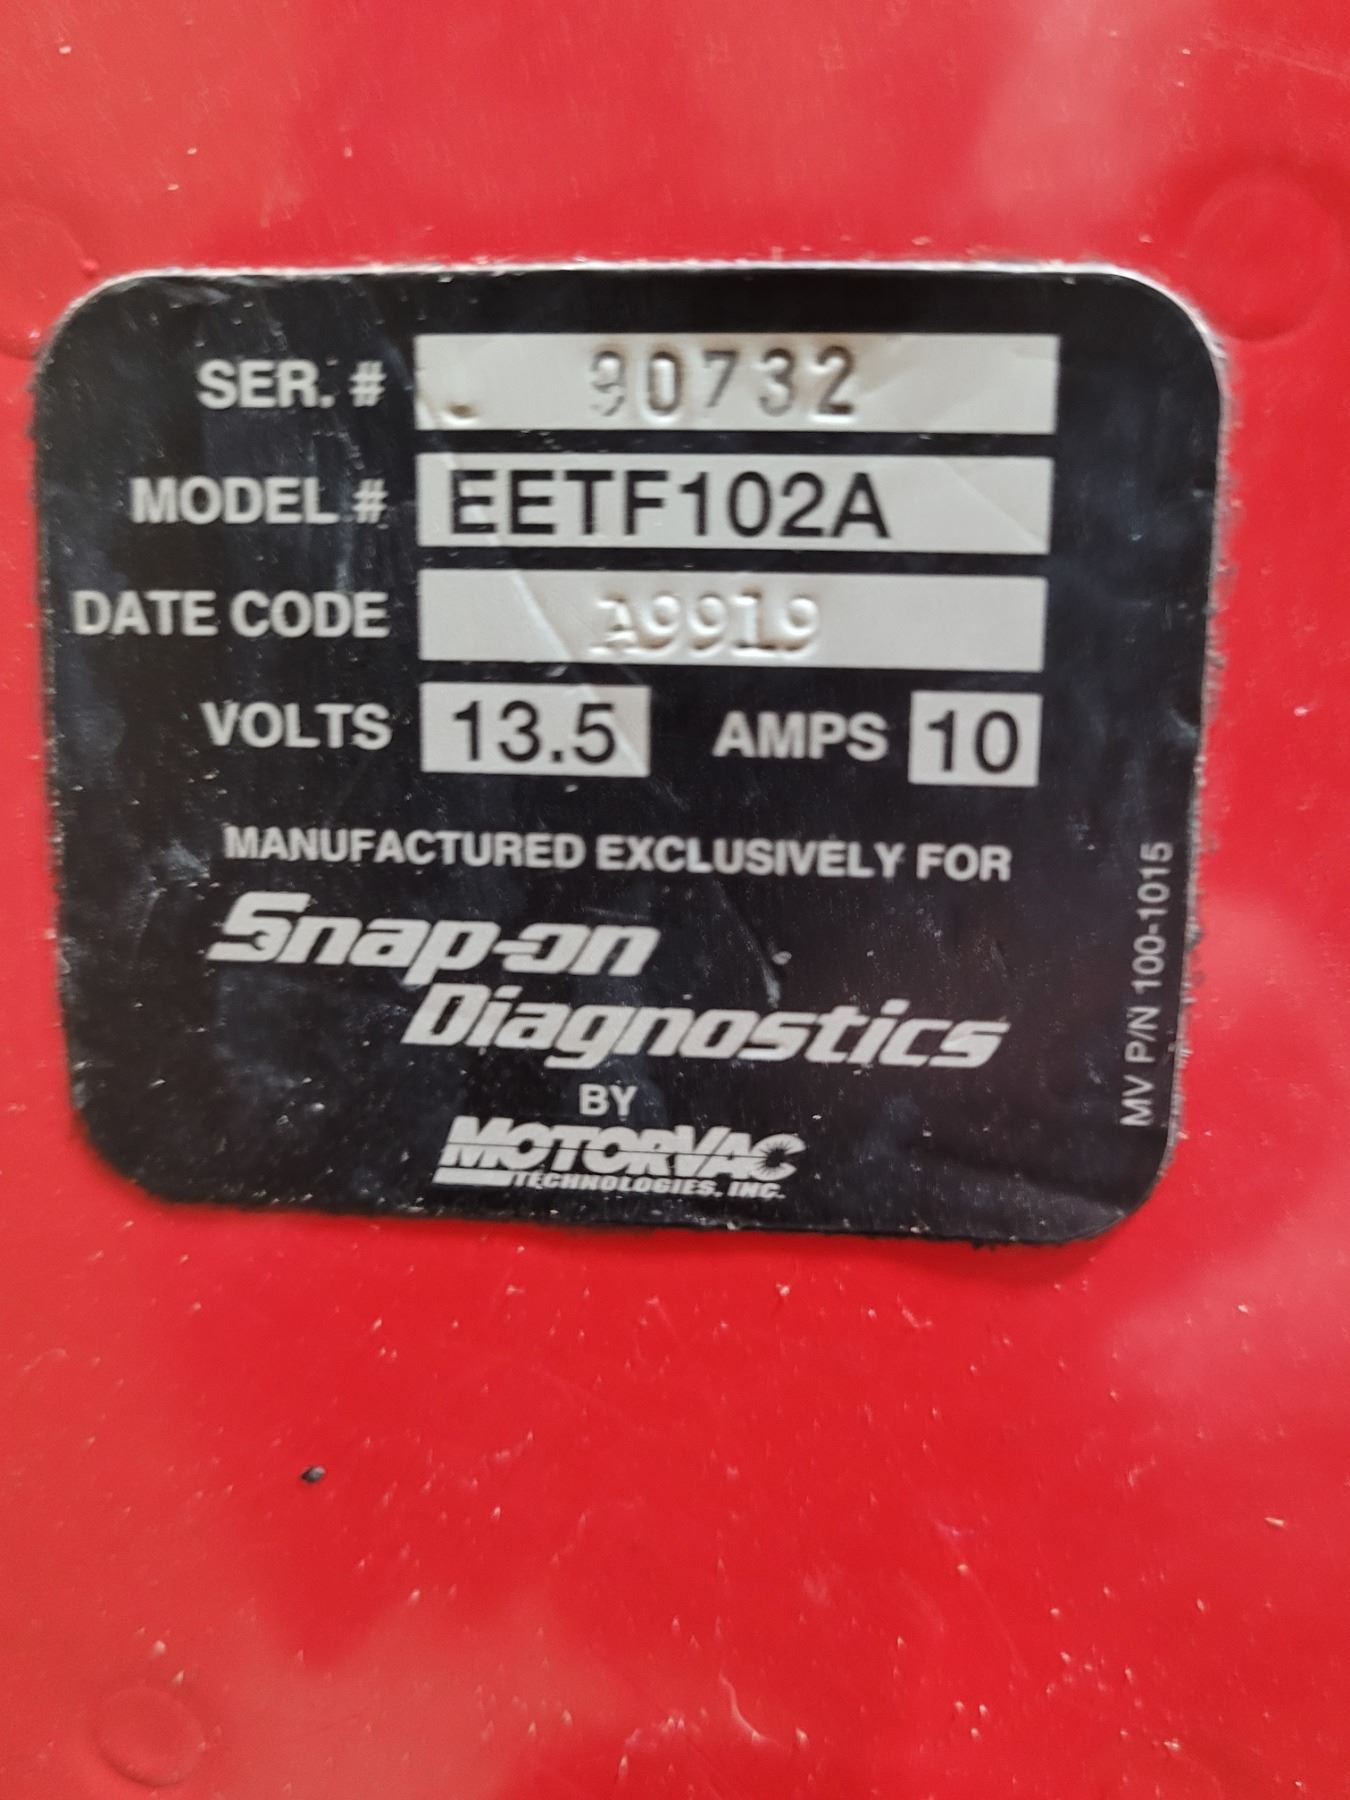 SER. # 90732
MODEL # EETF102A
DATE CODE A9919
VOLTS 13.5 AMPS 10
MANUFACTURED EXCLUSIVELY FOR
Snap-on
Diagnostics
BY
MOTORVAC
TECHNOLOGIES, INC.
MV P/N 100-1015